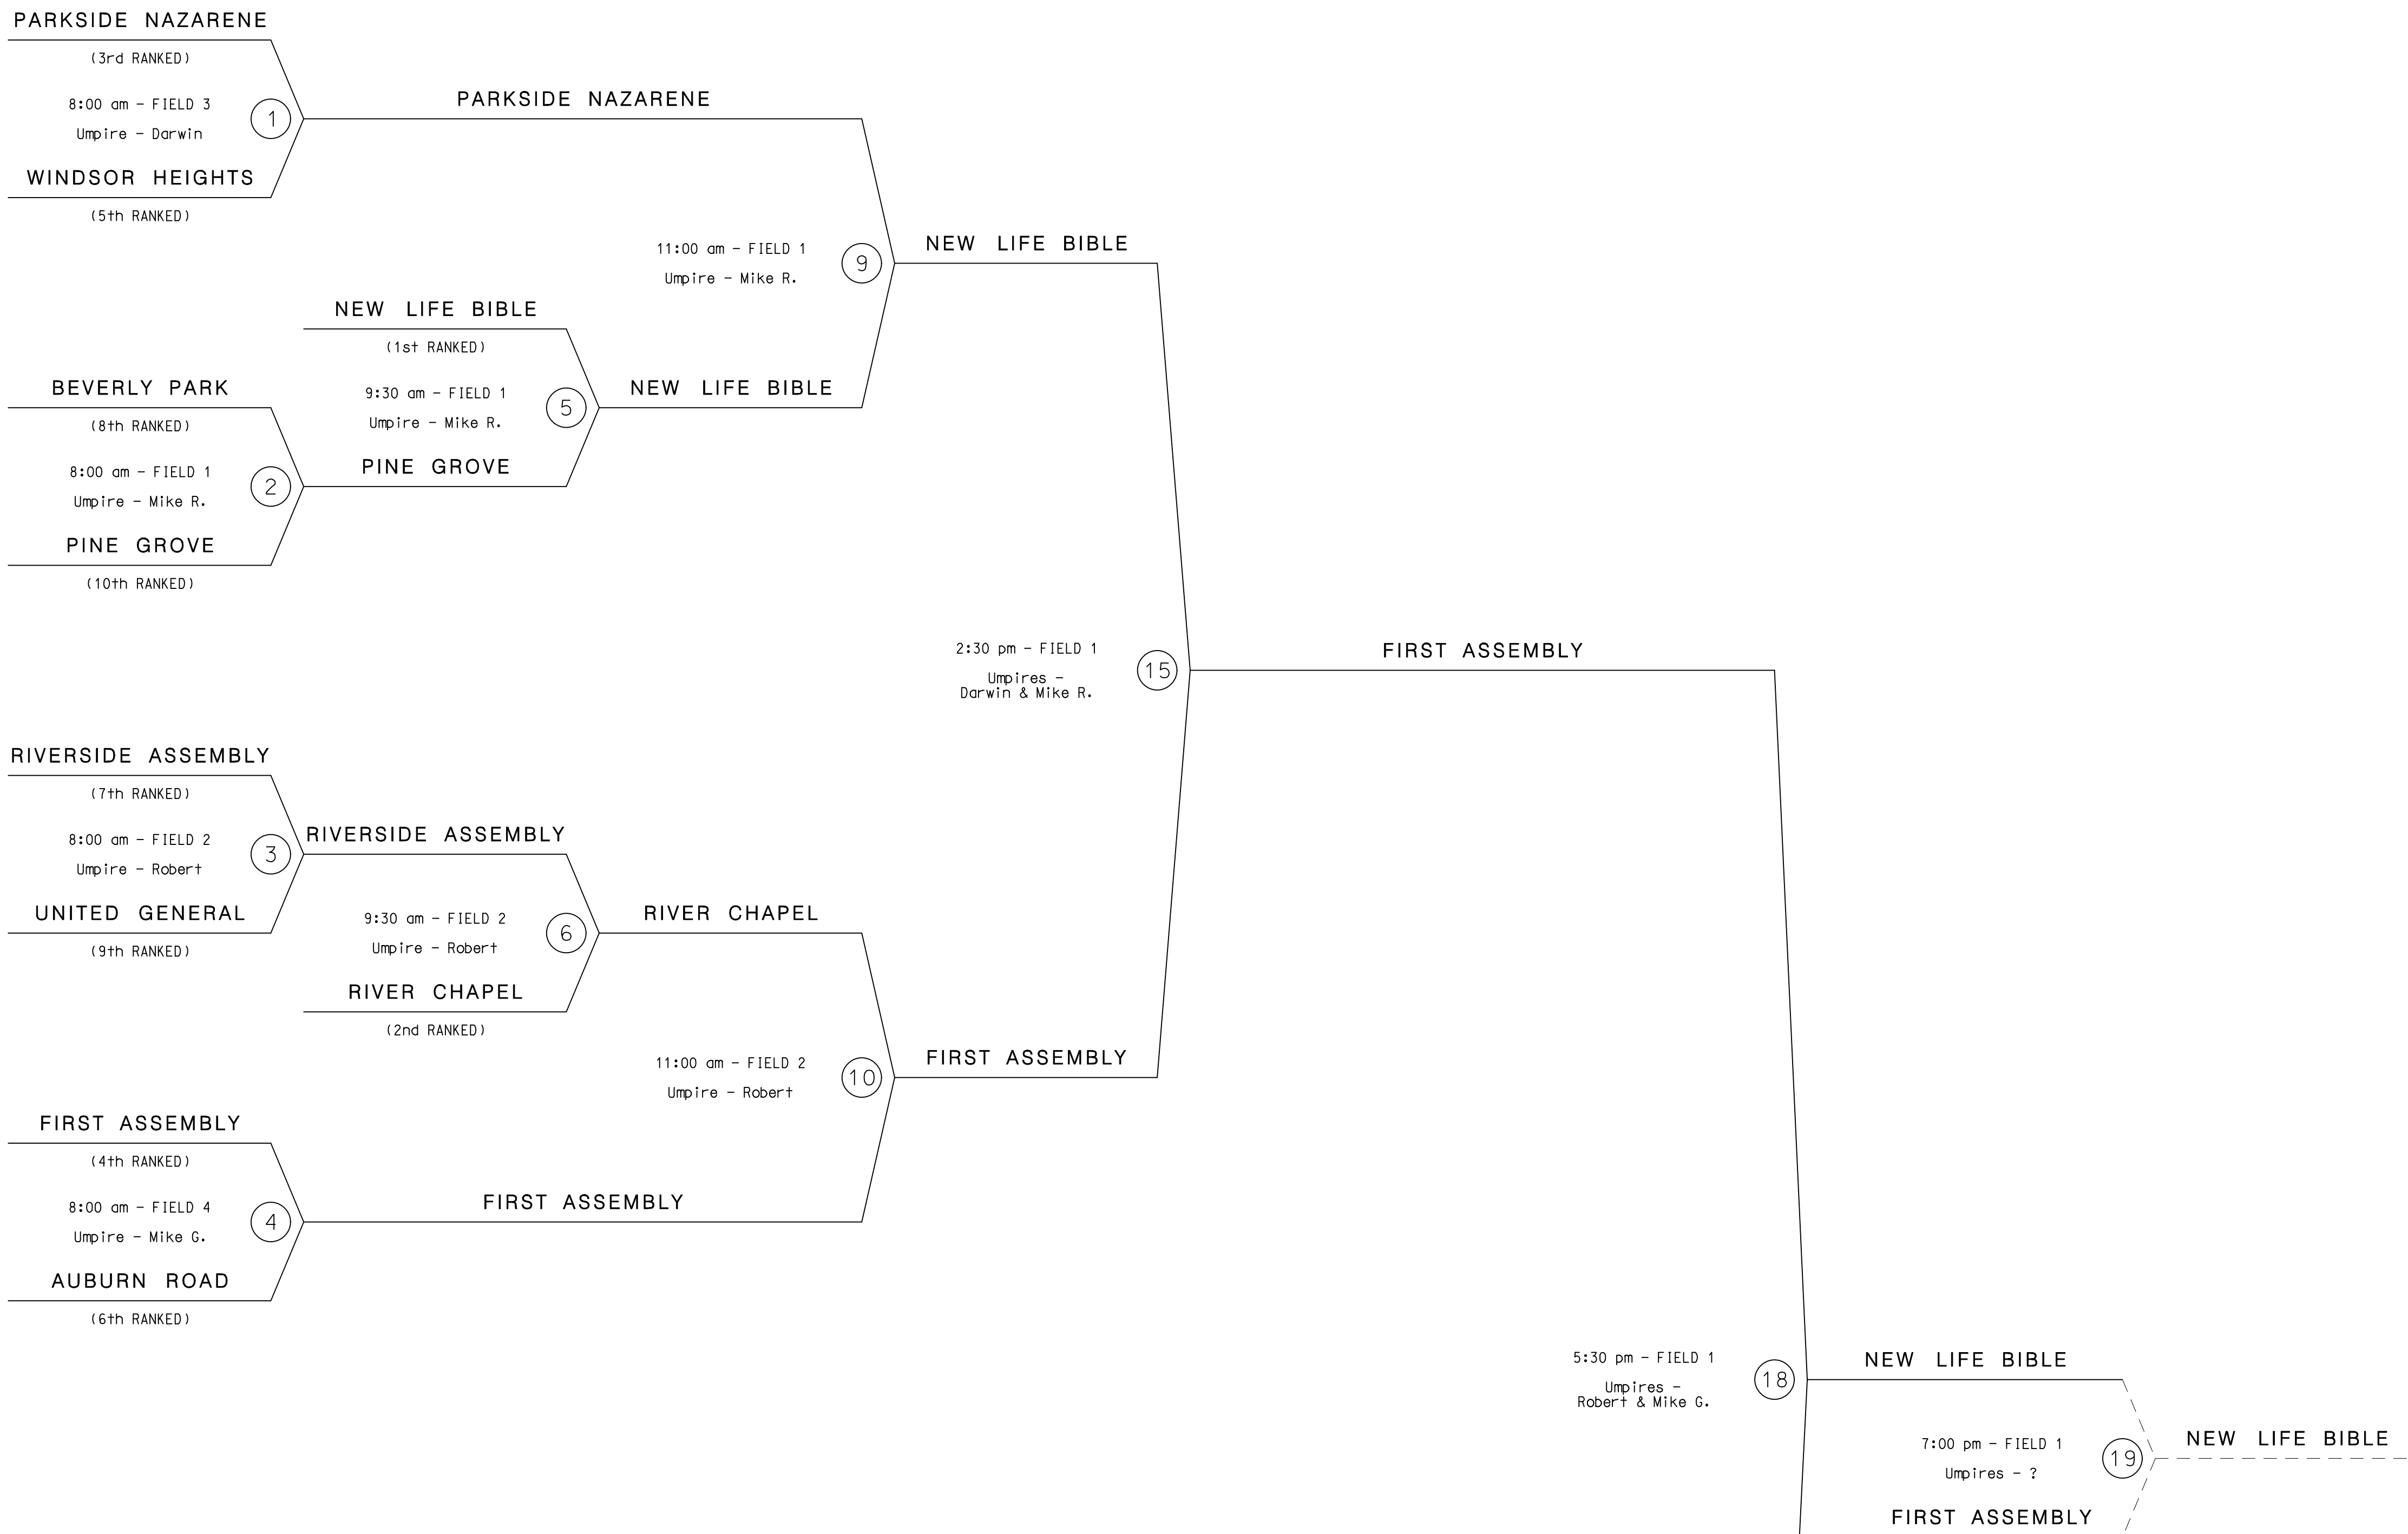 PARKSIDE NAZARENE
(3rd RANKED)
8:00 am - FIELD 3
Umpire - Darwin
1
WINDSOR HEIGHTS
(5th RANKED)
PARKSIDE NAZARENE
11:00 am - FIELD 1
Umpire - Mike R.
9
NEW LIFE BIBLE
NEW LIFE BIBLE
(1st RANKED)
9:30 am - FIELD 1
Umpire - Mike R.
5
NEW LIFE BIBLE
BEVERLY PARK
(8th RANKED)
8:00 am - FIELD 1
Umpire - Mike R.
2
PINE GROVE
PINE GROVE
(10th RANKED)
2:30 pm - FIELD 1
Umpires -
Darwin & Mike R.
15
FIRST ASSEMBLY
RIVERSIDE ASSEMBLY
(7th RANKED)
8:00 am - FIELD 2
Umpire - Robert
3
RIVERSIDE ASSEMBLY
UNITED GENERAL
(9th RANKED)
9:30 am - FIELD 2
Umpire - Robert
6
RIVER CHAPEL
RIVER CHAPEL
(2nd RANKED)
11:00 am - FIELD 2
Umpire - Robert
10
FIRST ASSEMBLY
FIRST ASSEMBLY
(4th RANKED)
8:00 am - FIELD 4
Umpire - Mike G.
4
FIRST ASSEMBLY
AUBURN ROAD
(6th RANKED)
5:30 pm - FIELD 1
Umpires -
Robert & Mike G.
18
NEW LIFE BIBLE
7:00 pm - FIELD 1
Umpires - ?
19
NEW LIFE BIBLE
FIRST ASSEMBLY